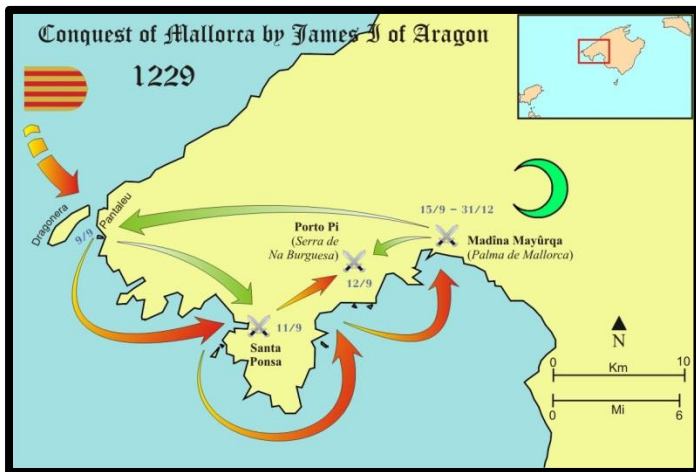 Conquest of Mallorca by James I of Aragon
1229
Dragonera
Pantaleu
9/9
15/9 – 31/12
Porto Pi
(Serra de
Na Burguesa)
Madîna Mayûrqa
(Palma de Mallorca)
12/9
11/9
Santa
Ponsa
N
0 10
Km
0 6
Mi